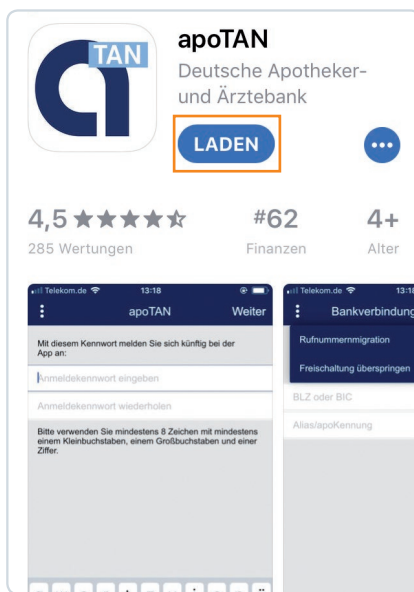 TAN
apoTAN
Deutsche Apotheker-
und Ärztebank
LADEN
4,5
#62
4+
285 Wertungen
Finanzen
Alter
Telekom.de
13:18
apoTAN
Weiter
Mit diesem Kennwort melden Sie sich künftig bei der
App an:
Anmeldekennwort eingeben
Anmeldekennwort wiederholen
Bitte verwenden Sie mindestens 8 Zeichen mit mindestens
einem Kleinbuchstaben, einem Großbuchstaben und einer
Ziffer.
Telekom.de
13:18
Bankverbindung
Rufnummernmigration
Freischaltung überspringen
BLZ oder BIC
Alias/apoKennung